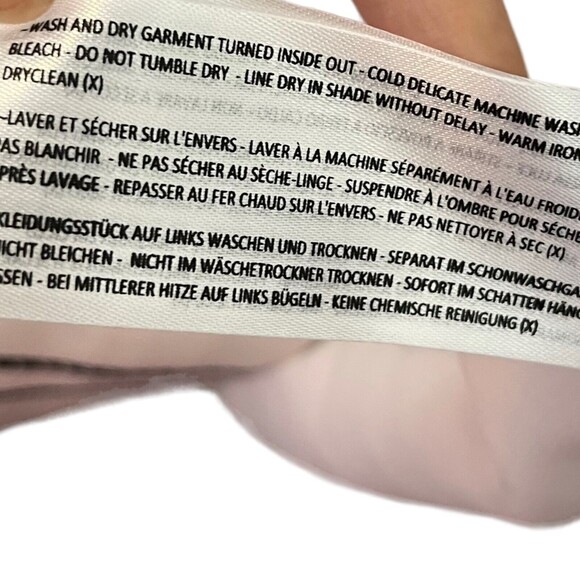 –WASH AND DRY GARMENT TURNED INSIDE OUT - COLD DELICATE MACHINE WASH
BLEACH - DO NOT TUMBLE DRY - LINE DRY IN SHADE WITHOUT DELAY - WARM IRON
DRYCLEAN (X)
–LAVER ET SÉCHER SUR L'ENVERS - LAVER À LA MACHINE SÉPARÉMENT À L'EAU FROID
PAS BLANCHIR - NE PAS SÉCHER AU SÈCHE-LINGE - SUSPENDRE À L'OMBRE POUR SÉCHE
PRÈS LAVAGE - REPASSER AU FER CHAUD SUR L'ENVERS - NE PAS NETTOYER À SEC (X)
KLEIDUNGSSTÜCK AUF LINKS WASCHEN UND TROCKNEN - SEPARAT IM SCHONWASCHGA
NICHT BLEICHEN - NICHT IM WÄSCHETROCKNER TROCKNEN - SOFORT IM SCHATTEN HÄNG
SSEN - BEI MITTLERER HITZE AUF LINKS BÜGELN - KEINE CHEMISCHE REINIGUNG (X)